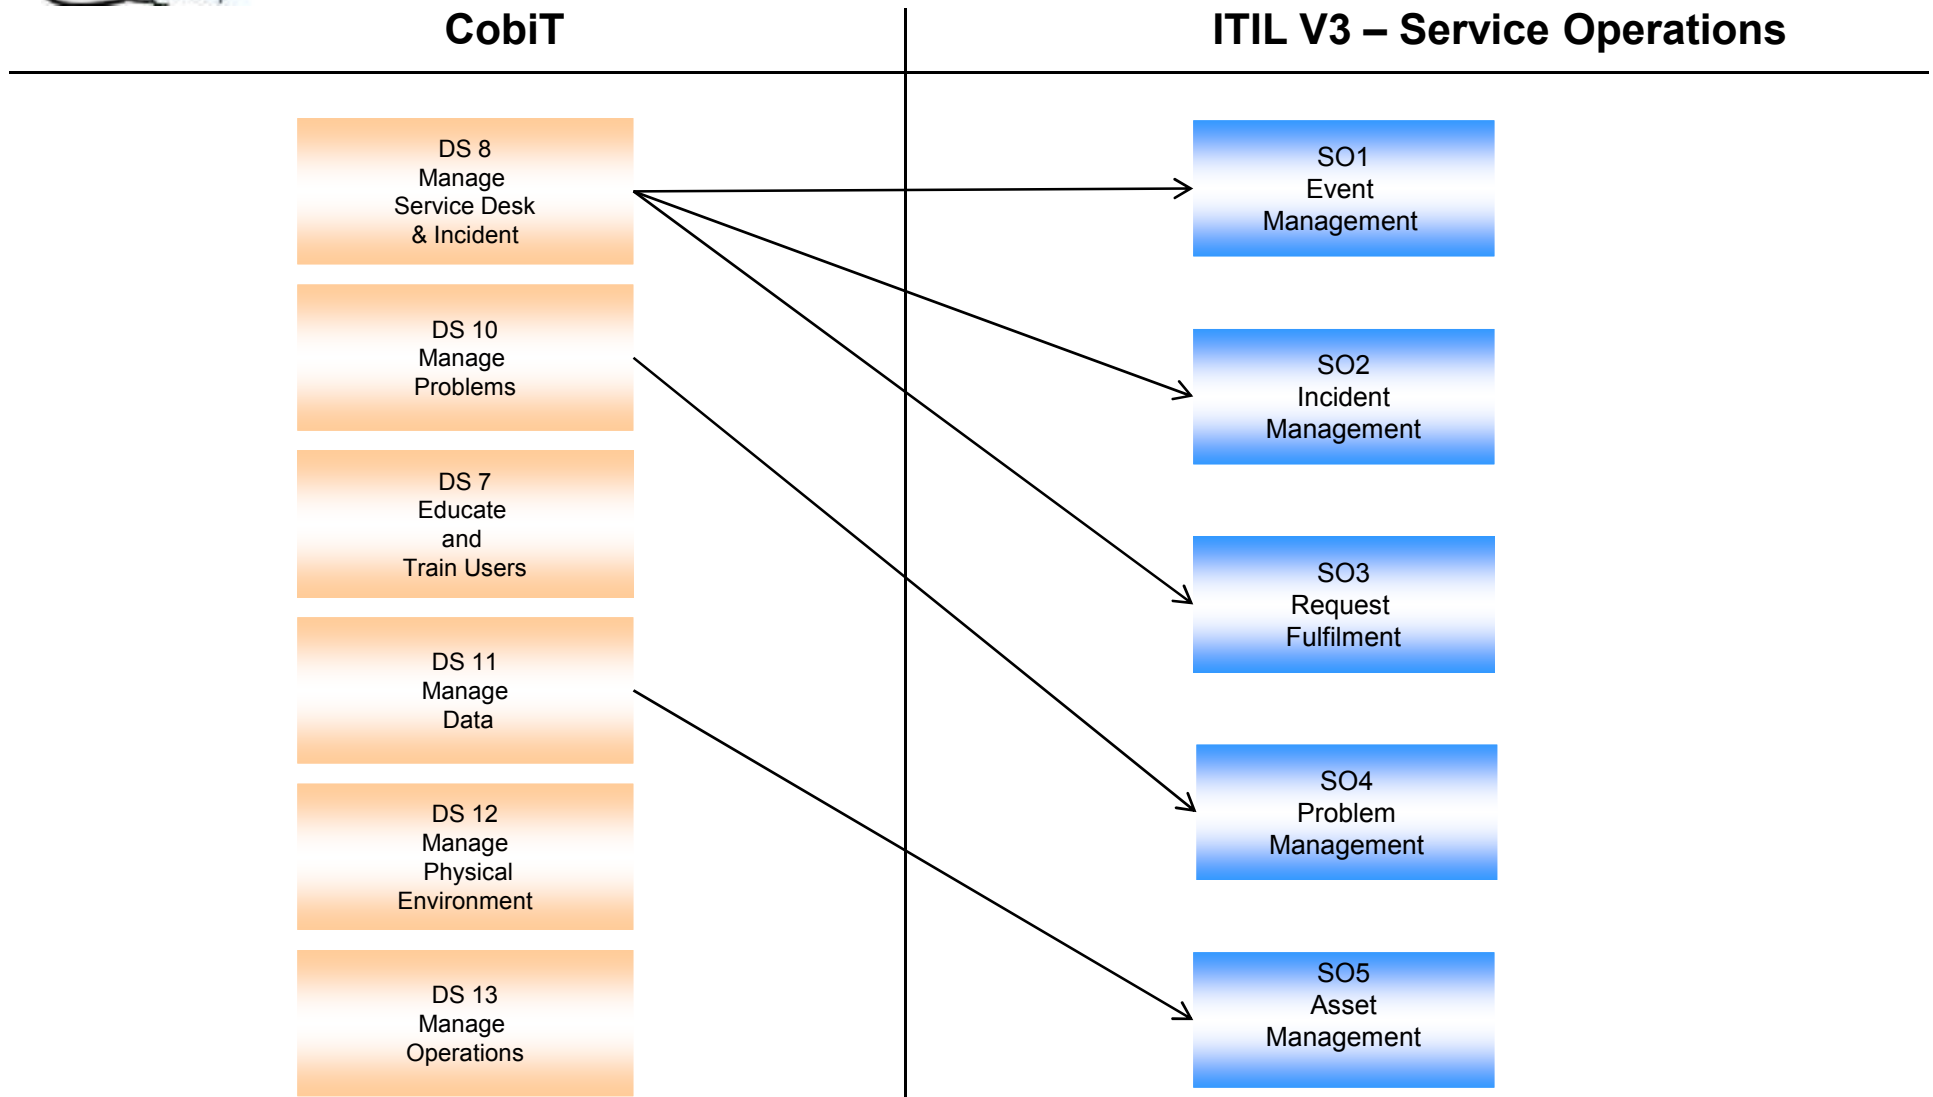 CobiT
ITIL V3 – Service Operations
DS 8
Manage
Service Desk
& Incident
DS 10
Manage
Problems
DS 7
Educate
and
Train Users
DS 11
Manage
Data
DS 12
Manage
Physical
Environment
DS 13
Manage
Operations
SO1
Event
Management
SO2
Incident
Management
SO3
Request
Fulfilment
SO4
Problem
Management
SO5
Asset
Management